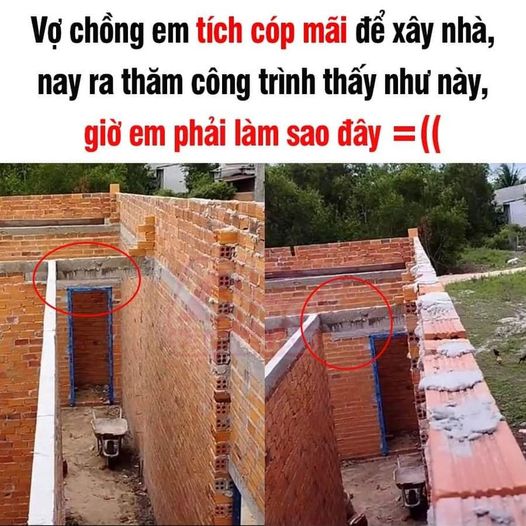 Vợ chồng em tích cóp mãi để xây nhà,
nay ra thăm công trình thấy như này,
giờ em phải làm sao đây =((